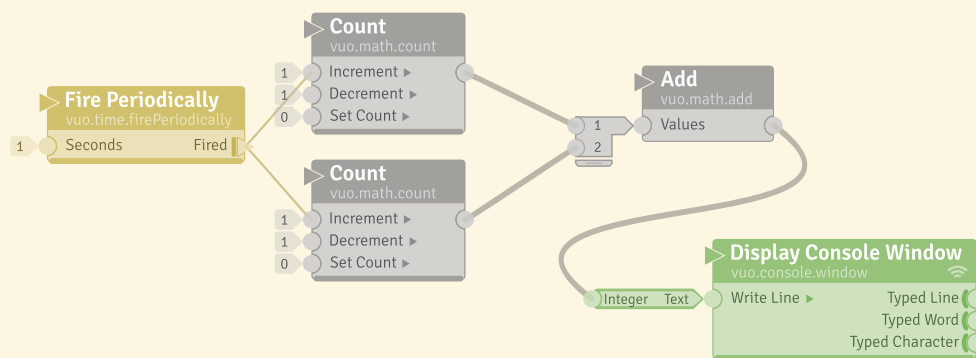 Fire Periodically
vuo.time.firePeriodically
1 Seconds Fired
Count
vuo.math.count
1 Increment
1 Decrement
0 Set Count
Count
vuo.math.count
1 Increment
1 Decrement
0 Set Count
1
2
Add
vuo.math.add
Values
Integer Text
Display Console Window
vuo.console.window
Write Line Typed Line
Typed Word
Typed Character